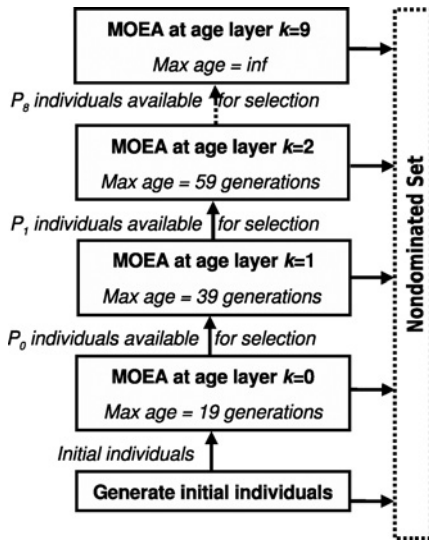 MOEA at age layer k=9
Max age = inf
P8 individuals available for selection
MOEA at age layer k=2
Max age = 59 generations
P1 individuals available for selection
MOEA at age layer k=1
Max age = 39 generations
P0 individuals available for selection
MOEA at age layer k=0
Max age = 19 generations
Initial individuals
Generate initial individuals
Nondominated Set